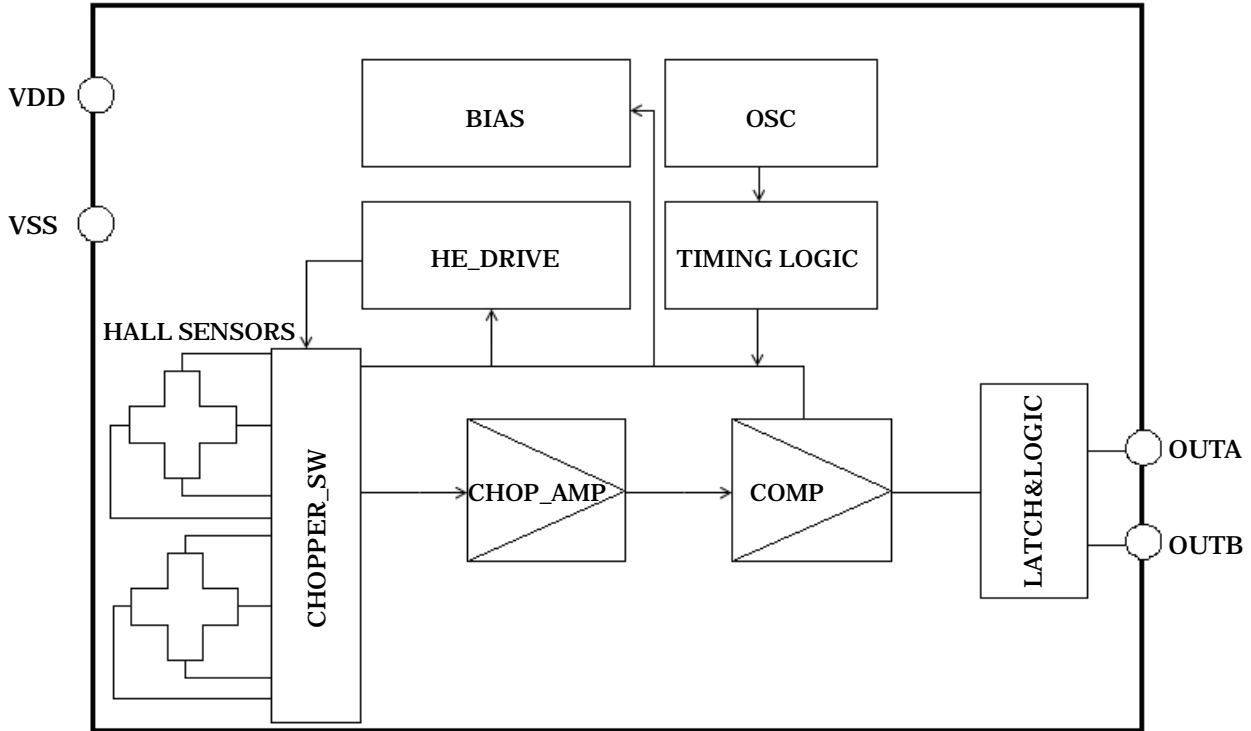 VDD
BIAS
OSC
VSS
HE_DRIVE
TIMING LOGIC
HALL SENSORS
CHOPPER_SW
CHOP_AMP
COMP
LATCH&LOGIC
OUTA
OUTB